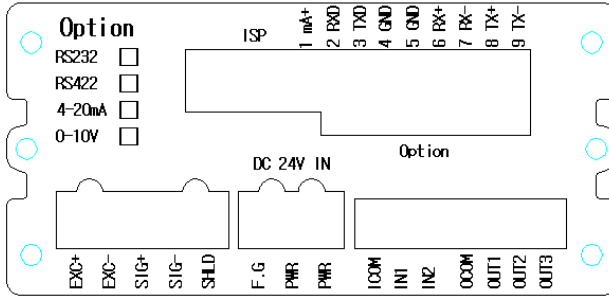 Option
RS232
RS422
4-20mA
0-10V
ISP
1 mA+
2 RXD
3 TXD
4 GND
5 GND
6 RX+
7 RX-
8 TX+
9 TX-
Option
DC 24V IN
EXC+
EXC-
SIG+
SIG-
SHLD
F.G
PWR
PWR
ICOM
IN1
IN2
OCOM
OUT1
OUT2
OUT3